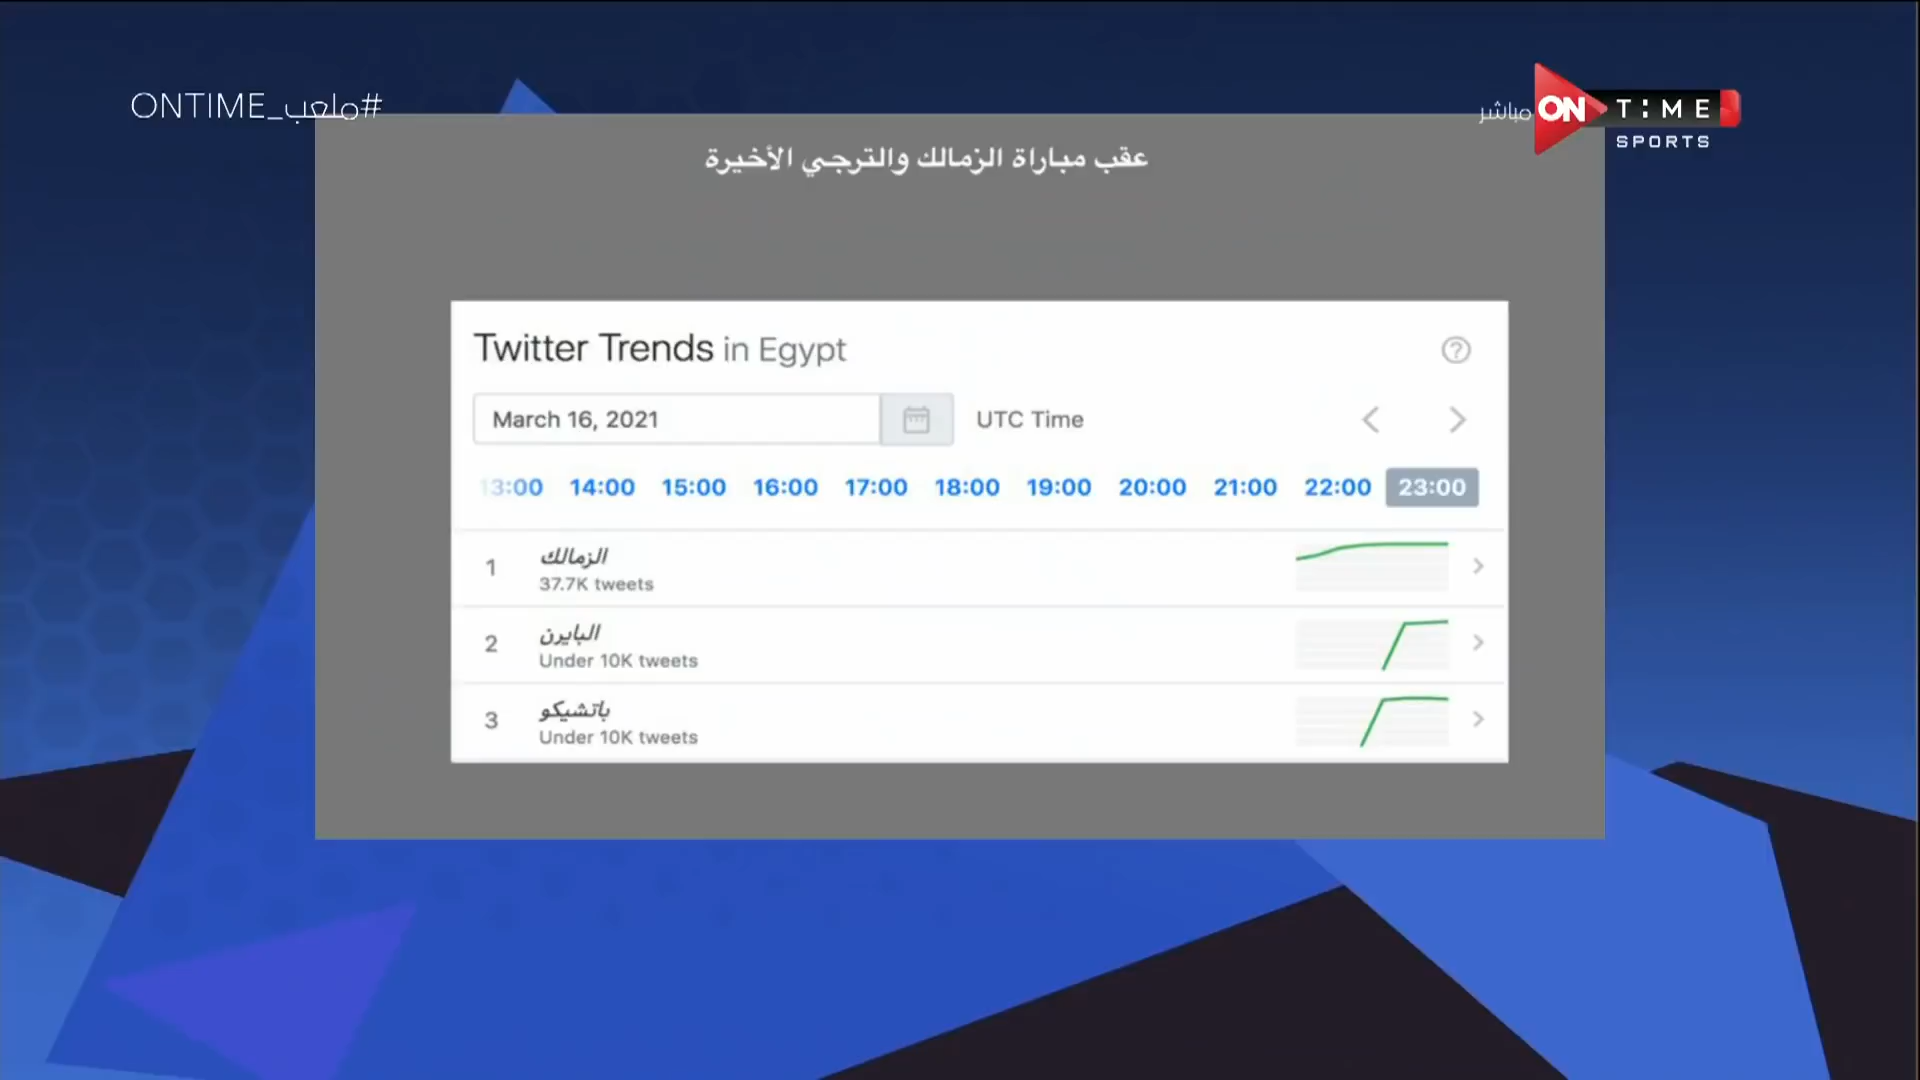 #ملعب_ONTIME
مباشر
ON TIME
SPORTS
عقب مباراة الزمالك والترجي الأخيرة
Twitter Trends in Egypt
March 16, 2021
UTC Time
13:00 14:00 15:00 16:00 17:00 18:00 19:00 20:00 21:00 22:00 23:00
1 الزمالك
37.7K tweets
2 البايرن
Under 10K tweets
3 باتشيكو
Under 10K tweets